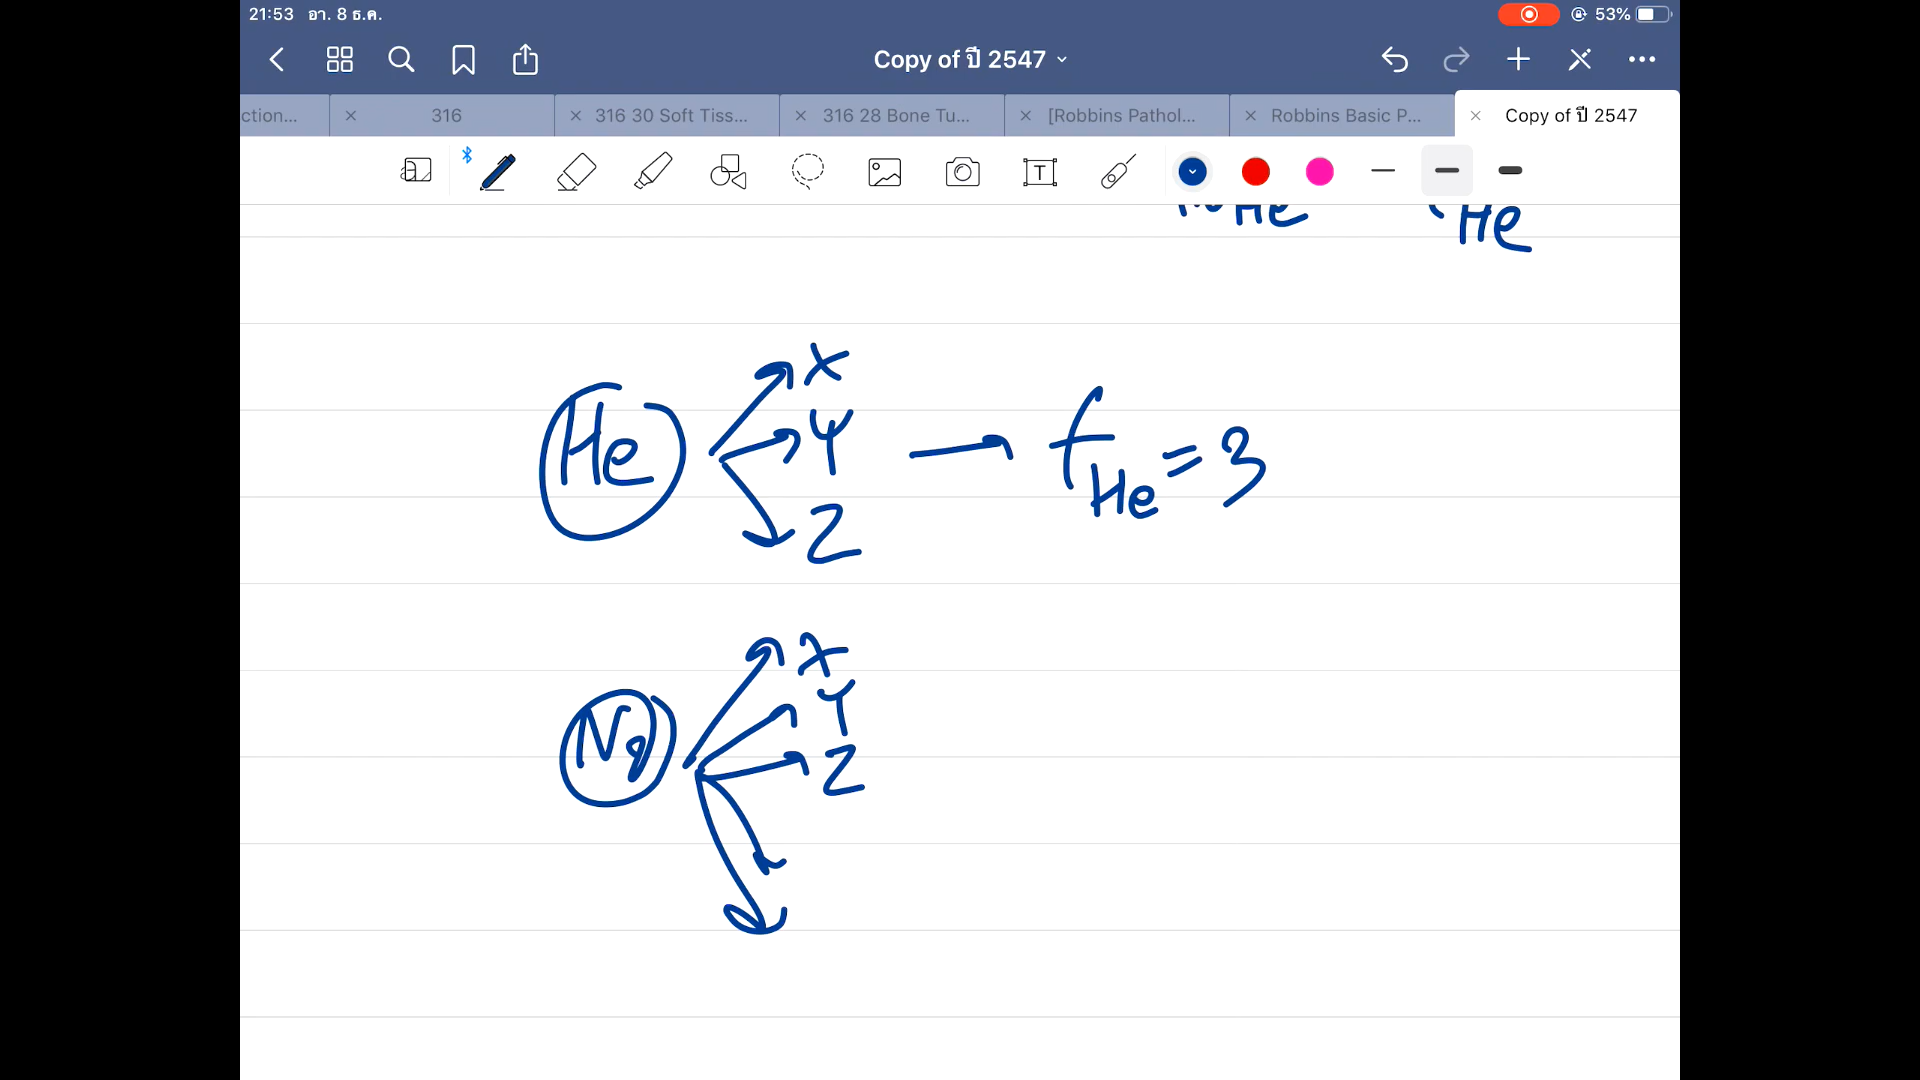 21:53 อา. 8 ธ.ค.
53%
Copy of ปี 2547
ction...
316
316 30 Soft Tiss...
316 28 Bone Tu...
[Robbins Pathol...
Robbins Basic P...
Copy of ปี 2547
He
He
He
X
Y
Z
f He = 3
X
Y
Z